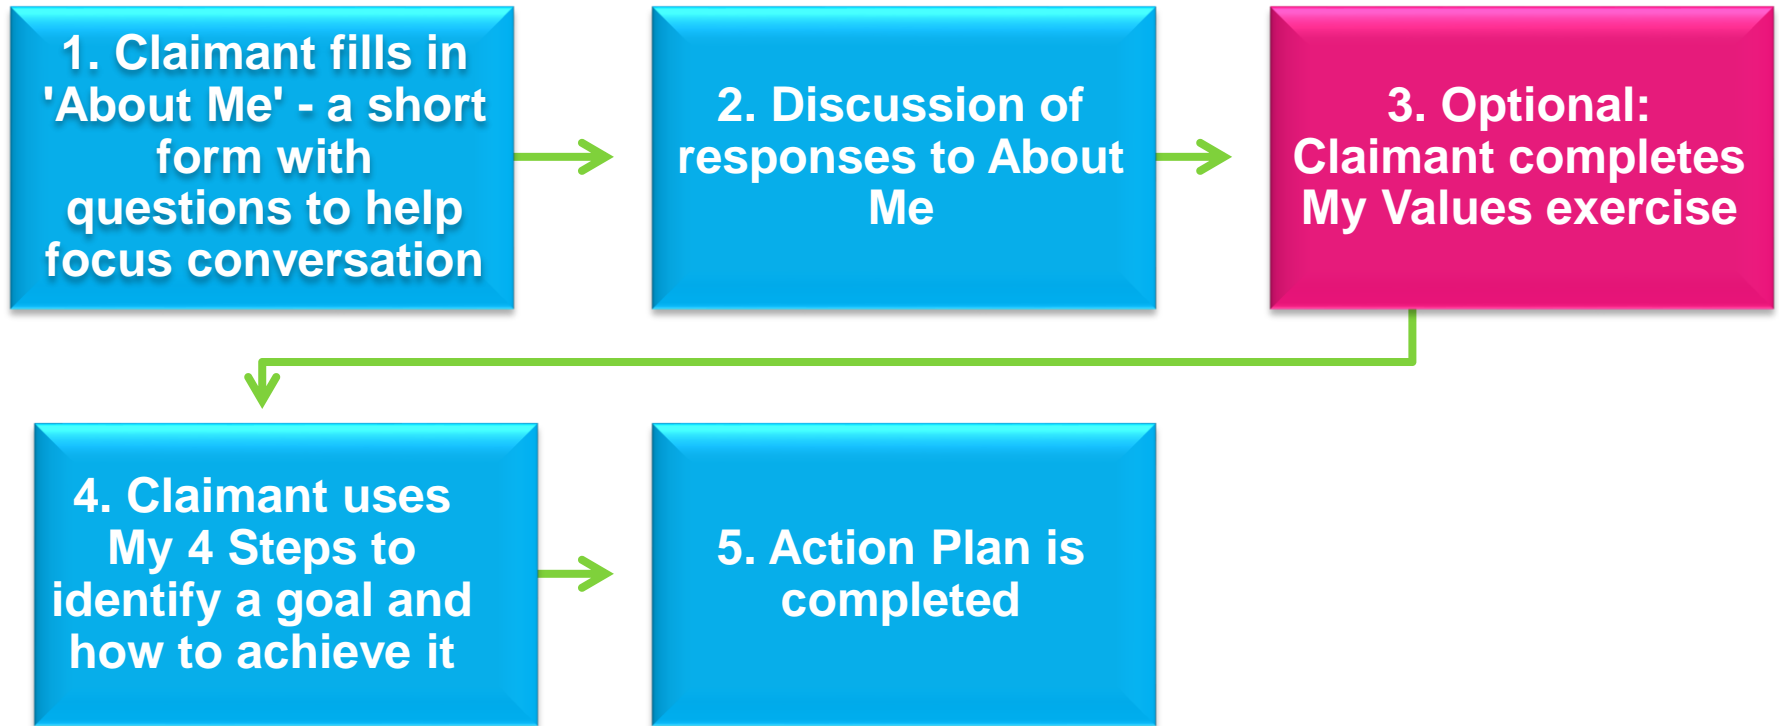 1. Claimant fills in
'About Me' - a short
form with
questions to help
focus conversation
2. Discussion of
responses to About
Me
3. Optional:
Claimant completes
My Values exercise
4. Claimant uses
My 4 Steps to
identify a goal and
how to achieve it
5. Action Plan is
completed